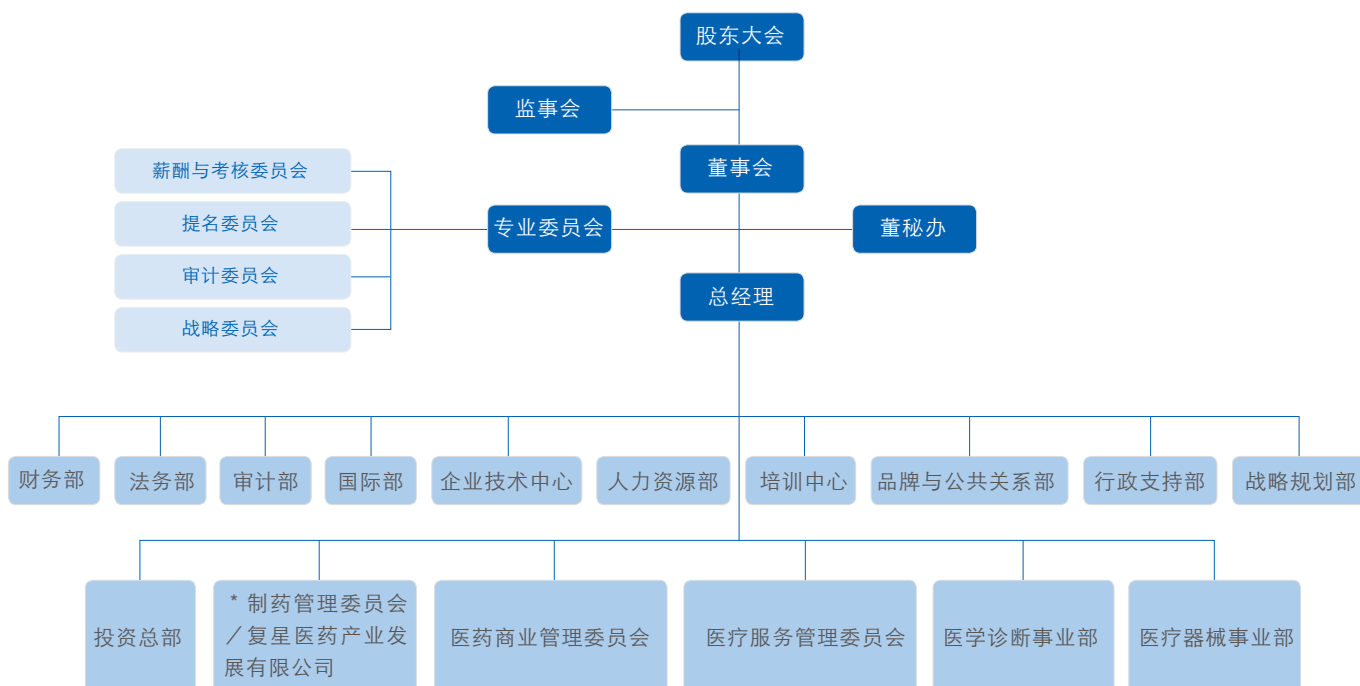 股东大会
监事会
董事会
薪酬与考核委员会
提名委员会
专业委员会
董秘办
审计委员会
总经理
战略委员会
财务部
法务部
审计部
国际部
企业技术中心
人力资源部
培训中心
品牌与公共关系部
行政支持部
战略规划部
投资总部
* 制药管理委员会
／复星医药产业发
展有限公司
医药商业管理委员会
医疗服务管理委员会
医学诊断事业部
医疗器械事业部